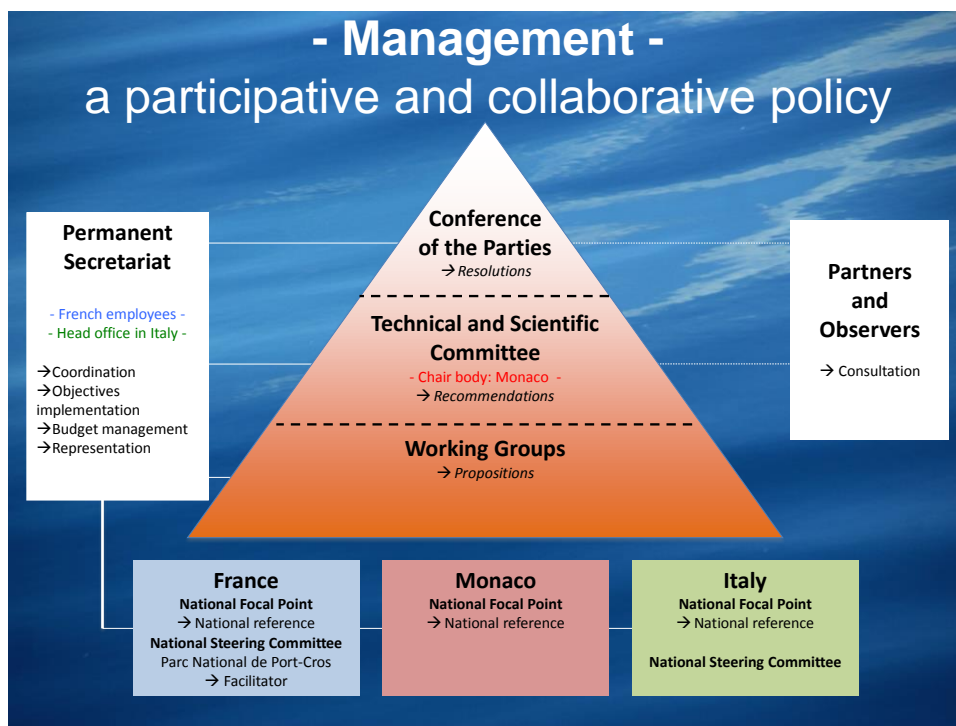 - Management -
a participative and collaborative policy
Permanent
Secretariat
- French employees -
- Head office in Italy -
→Coordination
→Objectives
implementation
→Budget management
→Representation
Conference
of the Parties
→ Resolutions
Technical and Scientific
Committee
- Chair body: Monaco -
→ Recommendations
Working Groups
→ Propositions
Partners
and
Observers
→ Consultation
France
National Focal Point
→ National reference
National Steering Committee
Parc National de Port-Cros
→ Facilitator
Monaco
National Focal Point
→ National reference
Italy
National Focal Point
→ National reference
National Steering Committee